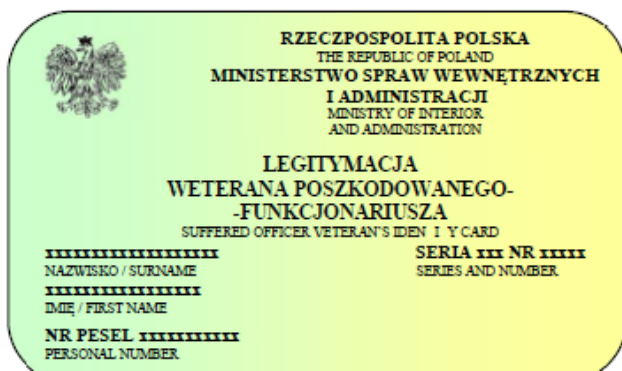 RZECZPOSPOLITA POLSKA
THE REPUBLIC OF POLAND
MINISTERSTWO SPRAW WEWNĘTRZNYCH
I ADMINISTRACJI
MINISTRY OF INTERIOR
AND ADMINISTRATION
LEGITYMACJA
WETERANA POSZKODOWANEGO-
-FUNKCJONARIUSZA
SUFFERED OFFICER VETERAN'S IDEN I Y CARD
xxxxxxxxxxxxxxxxxxx SERIA xxx NR xxxxx
NAZWISKO / SURNAME SERIES AND NUMBER
xxxxxxxxxxxxxxxxx
IMIĘ / FIRST NAME
NR PESEL xxxxxxxxxxx
PERSONAL NUMBER